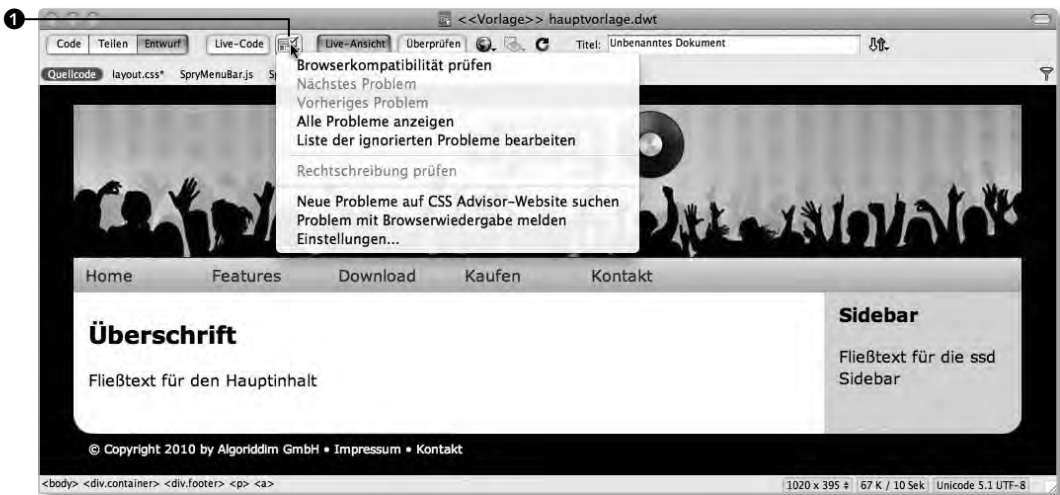 1
<<Vorlage>> hauptvorlage.dwt
Code Teilen Entwurf Live-Code Live-Ansicht Überprüfen Titel: Unbenanntes Dokument
Quellcode layout.css* SpryMenuBar.js
Browserkompatibilität prüfen
Nächstes Problem
Vorheriges Problem
Alle Probleme anzeigen
Liste der ignorierten Probleme bearbeiten
Rechtschreibung prüfen
Neue Probleme auf CSS Advisor-Website suchen
Problem mit Browserwiedergabe melden
Einstellungen...
Home Features Download Kaufen Kontakt
Überschrift
Fließtext für den Hauptinhalt
Sidebar
Fließtext für die ssd
Sidebar
© Copyright 2010 by Algoriddim GmbH • Impressum • Kontakt
<body> <div.container> <div.footer> <p> <a> 1020 x 395 67 K / 10 Sek Unicode 5.1 UTF-8